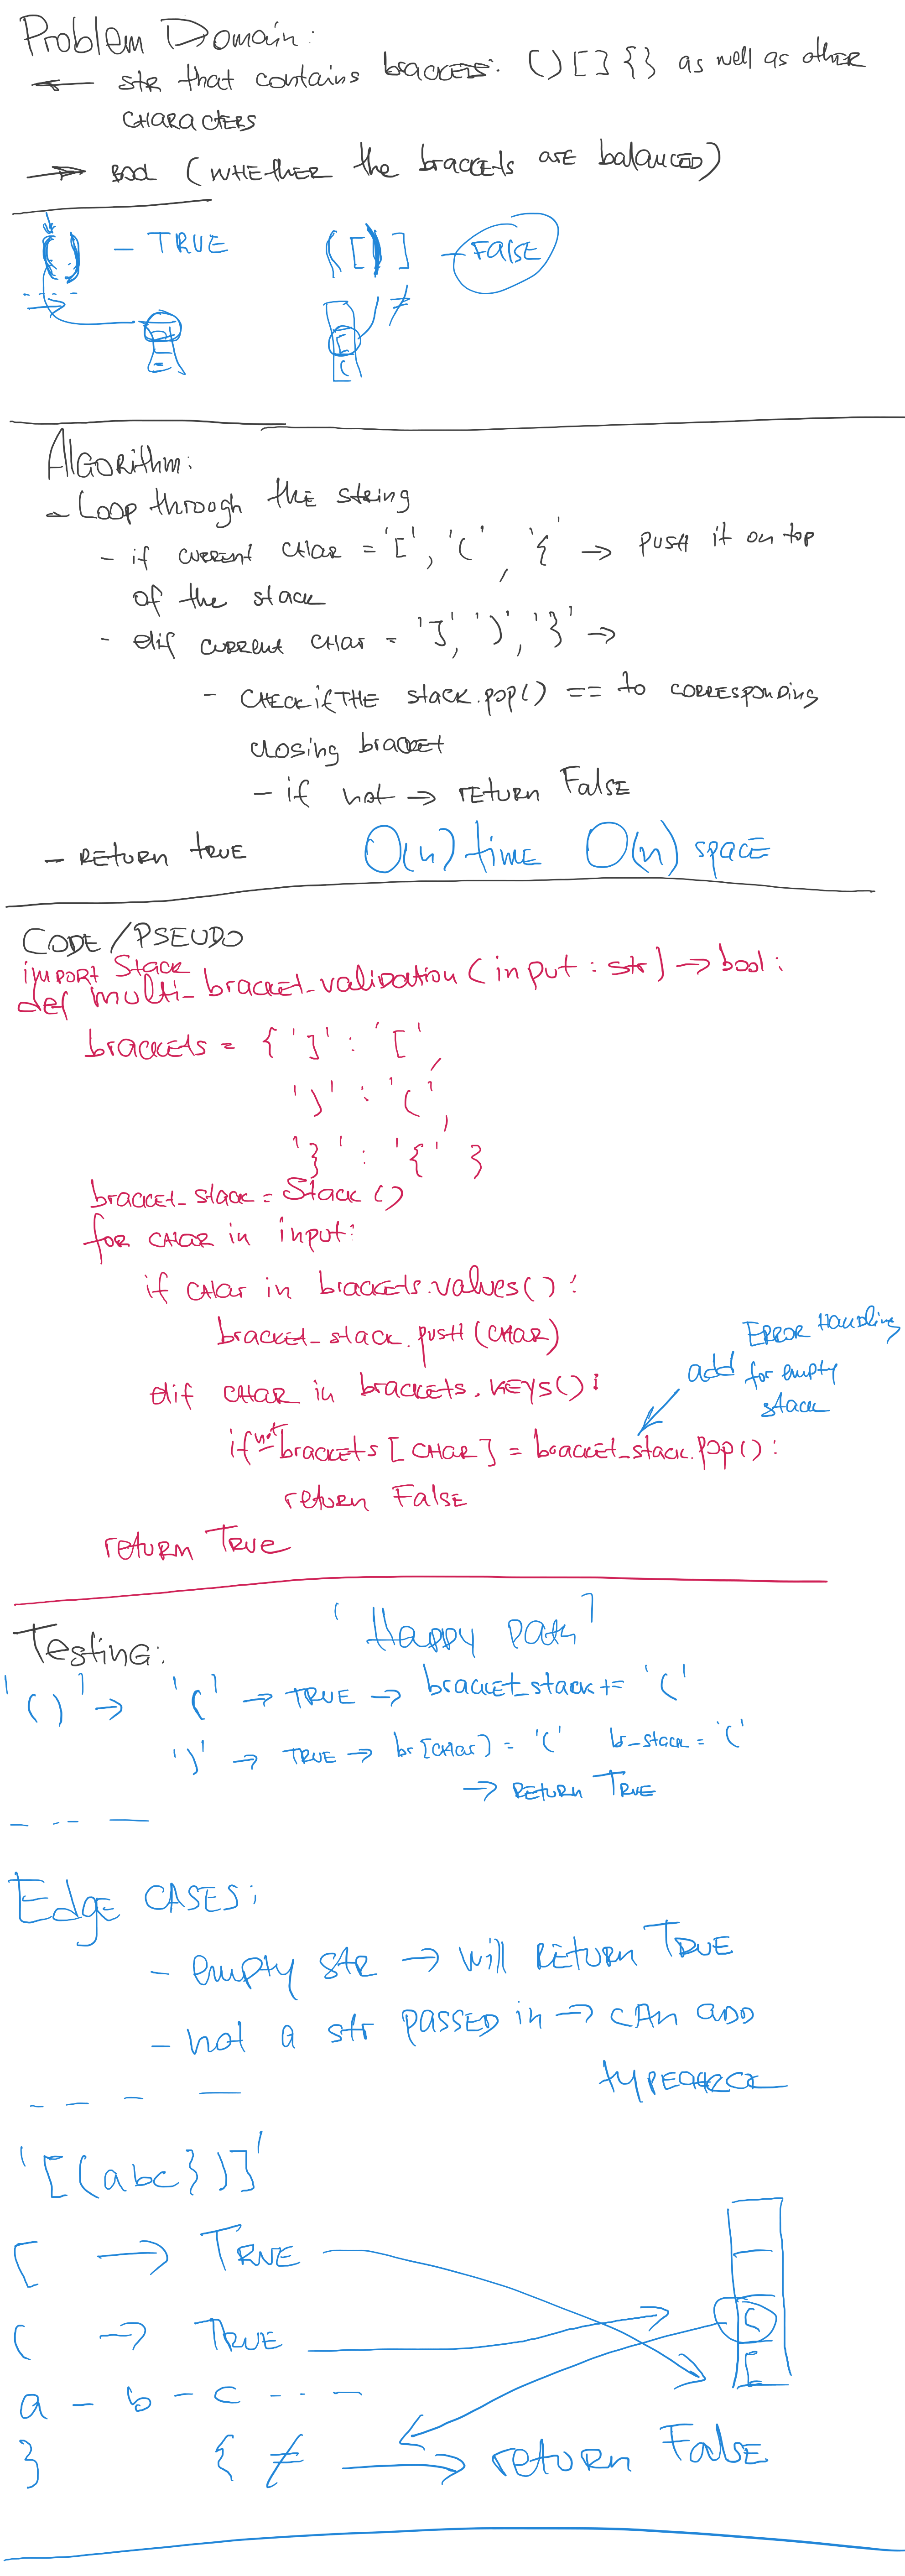 Problem Domain:
← str that contains brackets: () [] {} as well as other
characters
→ bool (whether the brackets are balanced)
() – TRUE ([)] – False
[ ≠
(
Algorithm:
- Loop through the string
- if current char = '[', '(', '{' → push it on top
of the stack
- elif current char = ']', ')', '}' →
- check if the stack.pop() == to corresponding
closing bracket
- if not → return False
- return true O(n) time O(n) space
CODE/PSEUDO
import Stack
def multi_bracket_validation (input : str) → bool :
brackets = { ']' : '[',
')' : '(',
'}' : '{' }
bracket_stack = Stack ()
for char in input:
if char in brackets.values() :
bracket_stack.push (char)
Error Handling
elif char in brackets.keys() : add for empty
stack
if not brackets [char] = bracket_stack.pop() :
return False
return True
Testing: 'Happy path'
'()' → '(' → TRUE → bracket_stack += '('
')' → TRUE → br[char] = '(' br_stack = '('
→ return True
Edge CASES:
- empty str → will return True
- not a str passed in → can add
typecheck
'[(abc})]'
[ → True
( → True (
[
a - b - c - - -
} { ≠ → return False